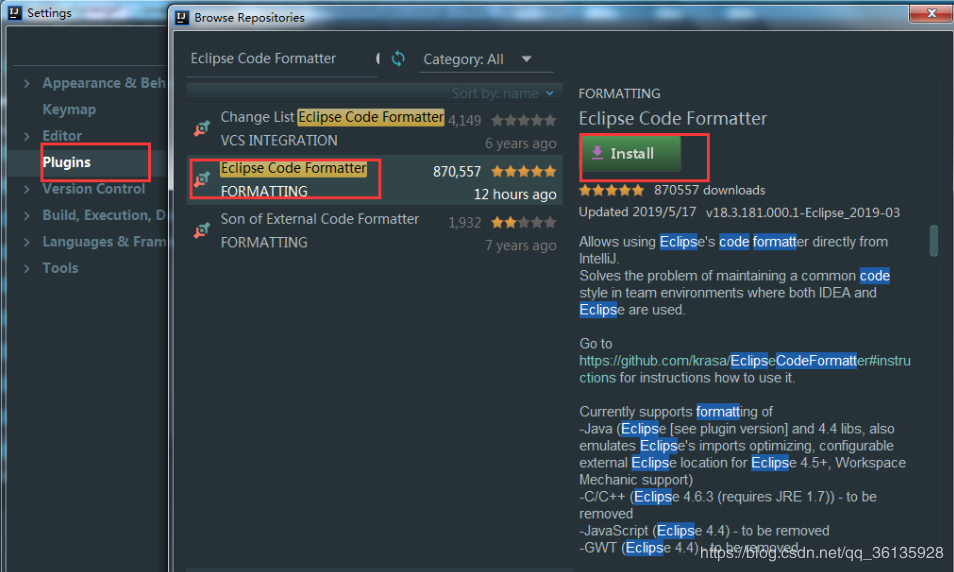 Settings
Browse Repositories
Appearance & Beh
Keymap
Editor
Plugins
Version Control
Build, Execution, D
Languages & Fram
Tools
Eclipse Code Formatter
Category: All
Sort by: name
Change List Eclipse Code Formatter 4,149
VCS INTEGRATION 6 years ago
Eclipse Code Formatter 870,557
FORMATTING 12 hours ago
Son of External Code Formatter 1,932
FORMATTING 7 years ago
FORMATTING
Eclipse Code Formatter
Install
870557 downloads
Updated 2019/5/17 v18.3.181.000.1-Eclipse_2019-03
Allows using Eclipse's code formatter directly from
IntelliJ.
Solves the problem of maintaining a common code
style in team environments where both IDEA and
Eclipse are used.
Go to
https://github.com/krasa/EclipseCodeFormatter#instru
ctions for instructions how to use it.
Currently supports formatting of
-Java (Eclipse [see plugin version] and 4.4 libs, also
emulates Eclipse's imports optimizing, configurable
external Eclipse location for Eclipse 4.5+, Workspace
Mechanic support)
-C/C++ (Eclipse 4.6.3 (requires JRE 1.7)) - to be
removed
-JavaScript (Eclipse 4.4) - to be removed
-GWT (Eclipse 4.4) - to be removed
https://blog.csdn.net/qq_36135928